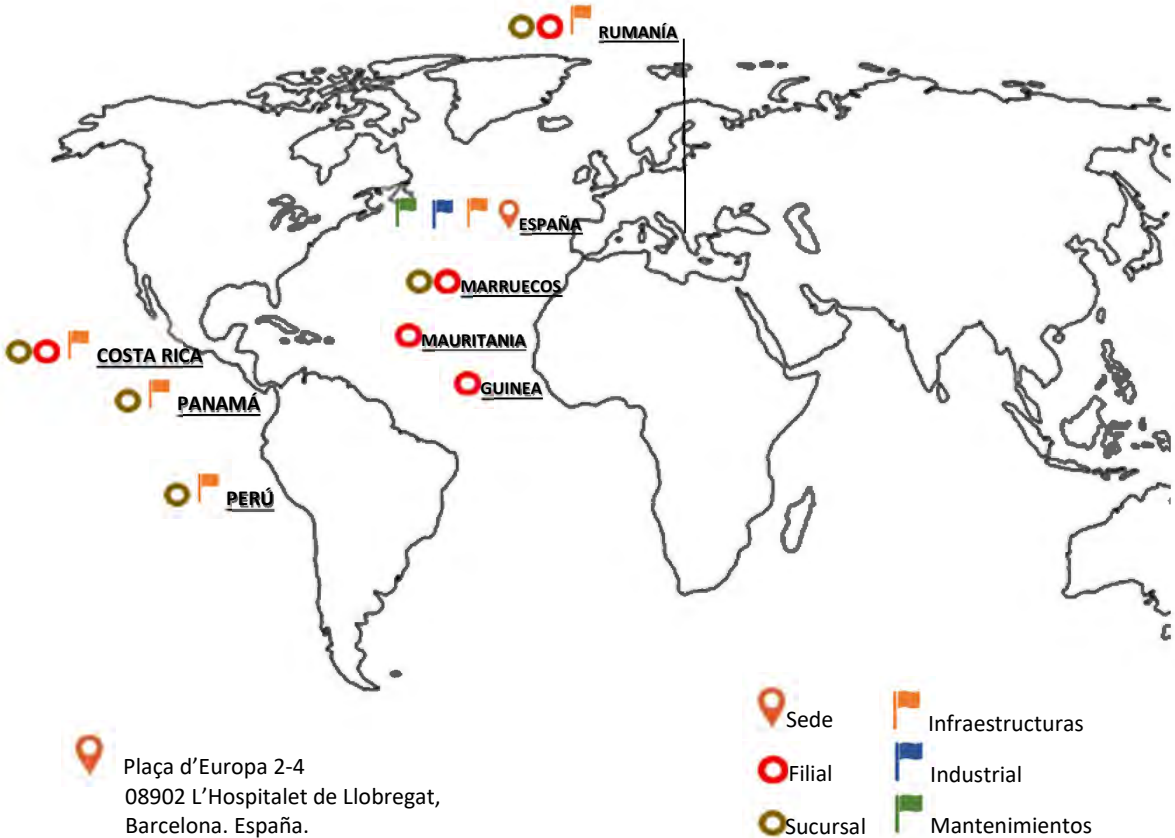 RUMANÍA
ESPAÑA
MARRUECOS
MAURITANIA
COSTA RICA
GUINEA
PANAMÁ
PERÚ
Sede
Infraestructuras
Filial
Industrial
Sucursal
Mantenimientos
Plaça d’Europa 2-4
08902 L’Hospitalet de Llobregat,
Barcelona. España.